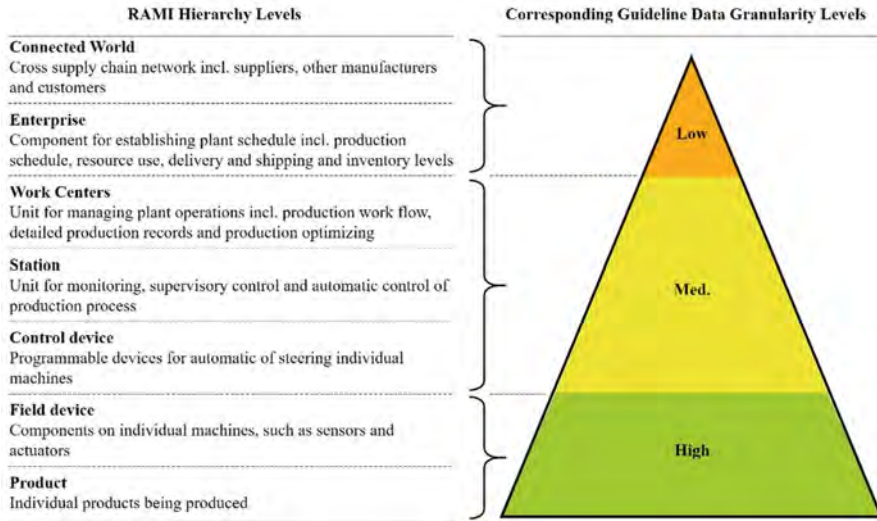 RAMI Hierarchy Levels
Corresponding Guideline Data Granularity Levels
Connected World
Cross supply chain network incl. suppliers, other manufacturers
and customers
Enterprise
Component for establishing plant schedule incl. production
schedule, resource use, delivery and shipping and inventory levels
Work Centers
Unit for managing plant operations incl. production work flow,
detailed production records and production optimizing
Station
Unit for monitoring, supervisory control and automatic control of
production process
Control device
Programmable devices for automatic of steering individual
machines
Field device
Components on individual machines, such as sensors and
actuators
Product
Individual products being produced
Low
Med.
High